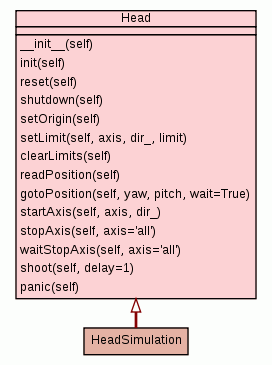 Head
__init__(self)
init(self)
reset(self)
shutdown(self)
setOrigin(self)
setLimit(self, axis, dir_, limit)
clearLimits(self)
readPosition(self)
gotoPosition(self, yaw, pitch, wait=True)
startAxis(self, axis, dir_)
stopAxis(self, axis='all')
waitStopAxis(self, axis='all')
shoot(self, delay=1)
panic(self)
HeadSimulation